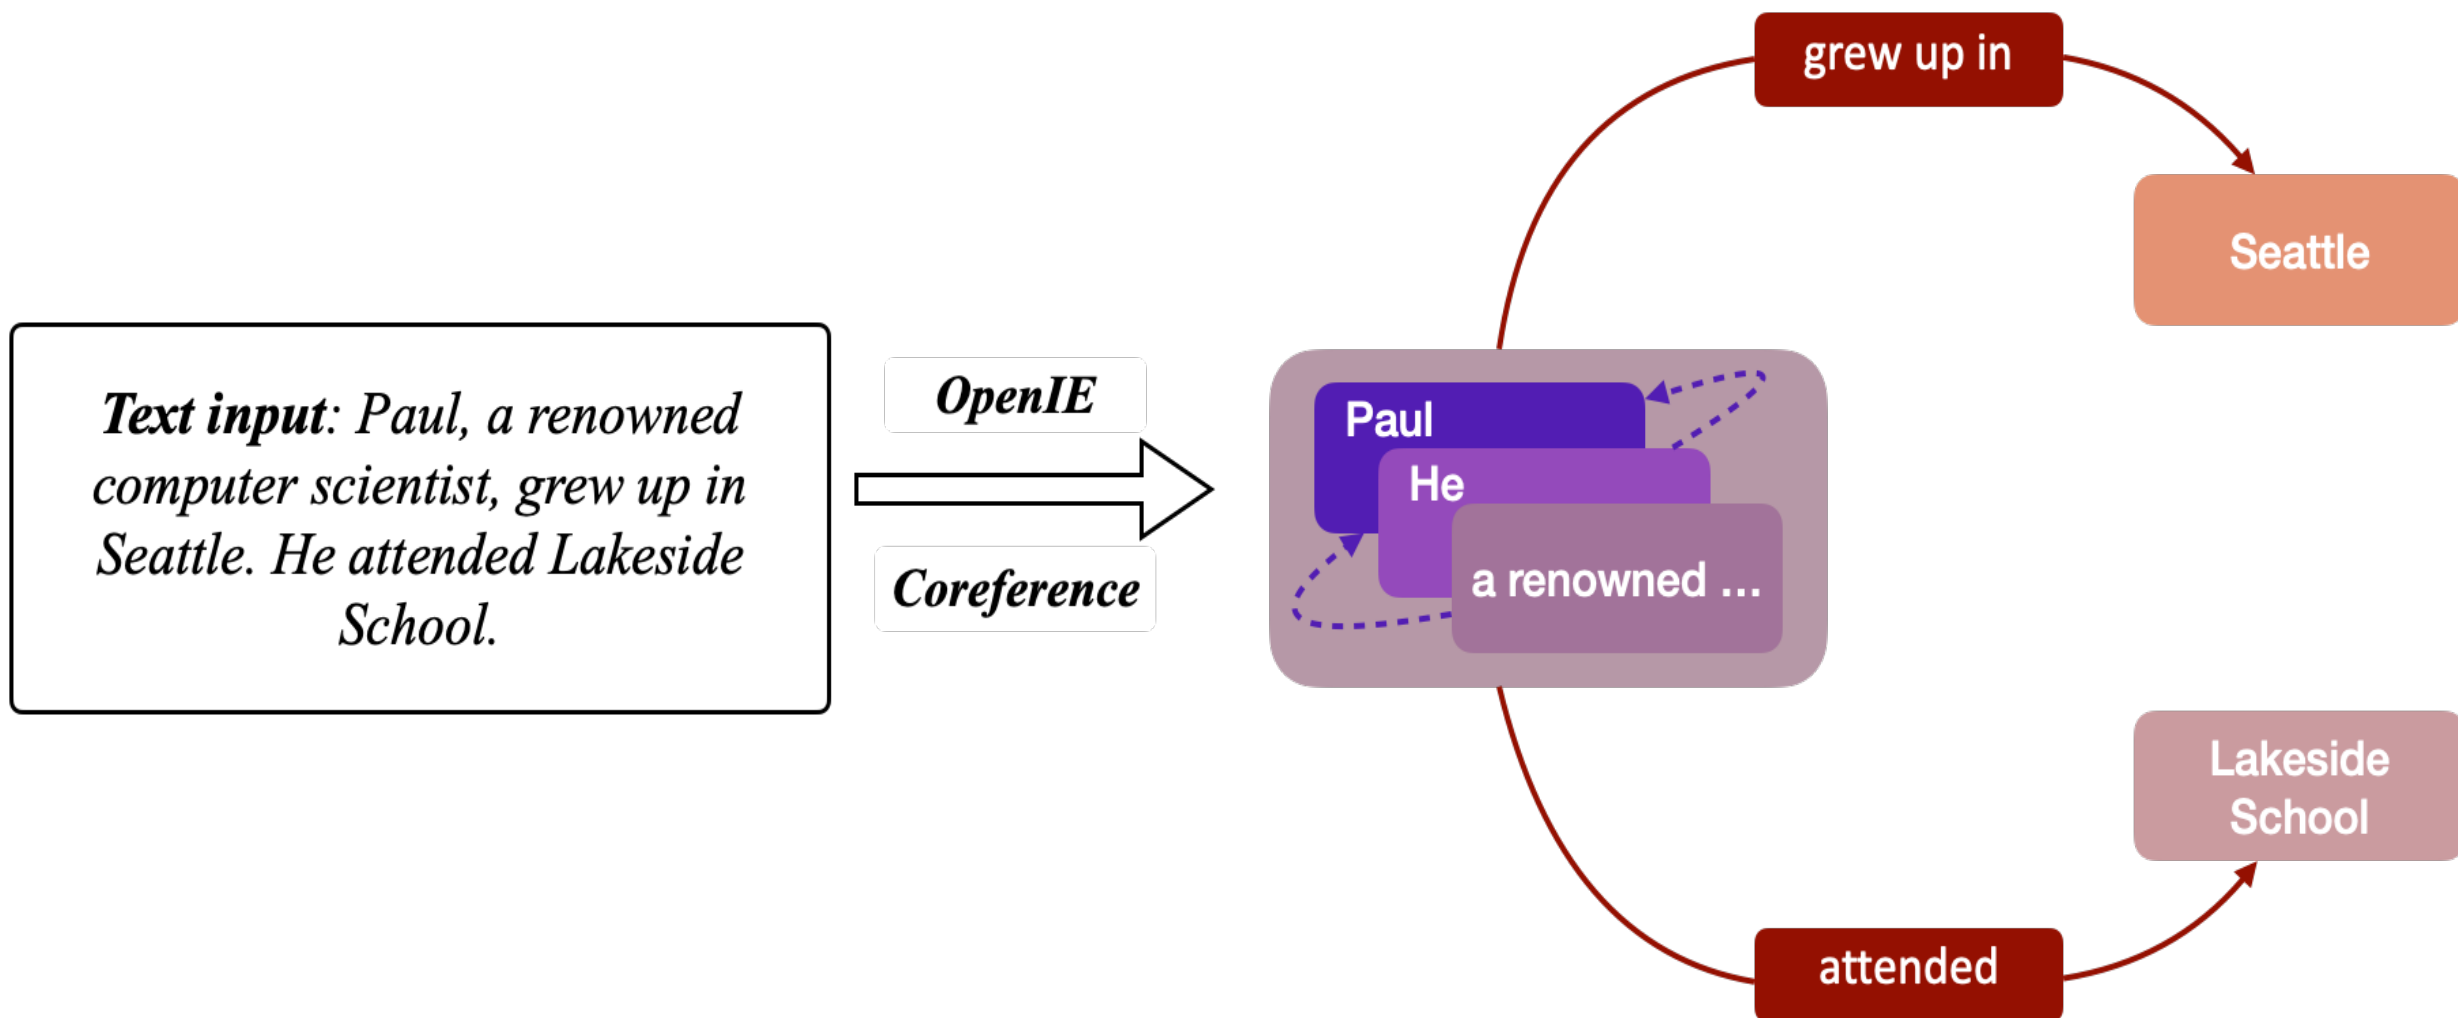 Text input: Paul, a renowned
computer scientist, grew up in
Seattle. He attended Lakeside
School.
OpenIE
Coreference
Paul
He
a renowned ...
grew up in
Seattle
attended
Lakeside
School